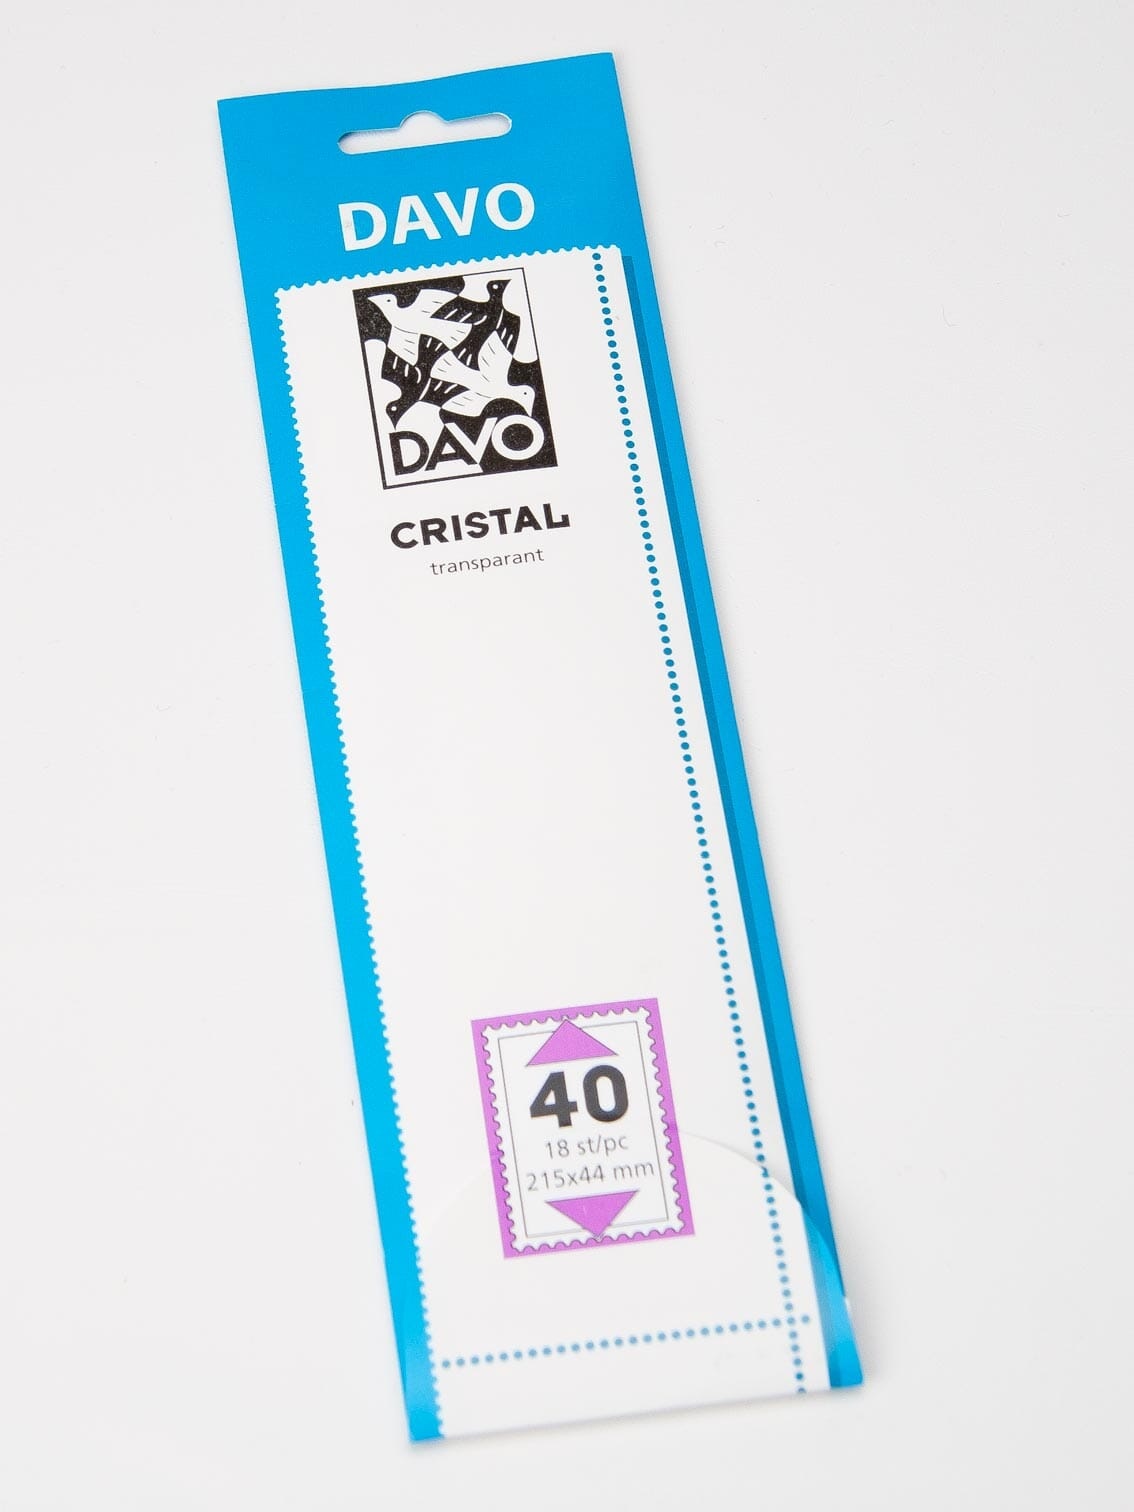 DAVO
DAVO
CRISTAL
transparant
40
18 st/pc
215x44 mm